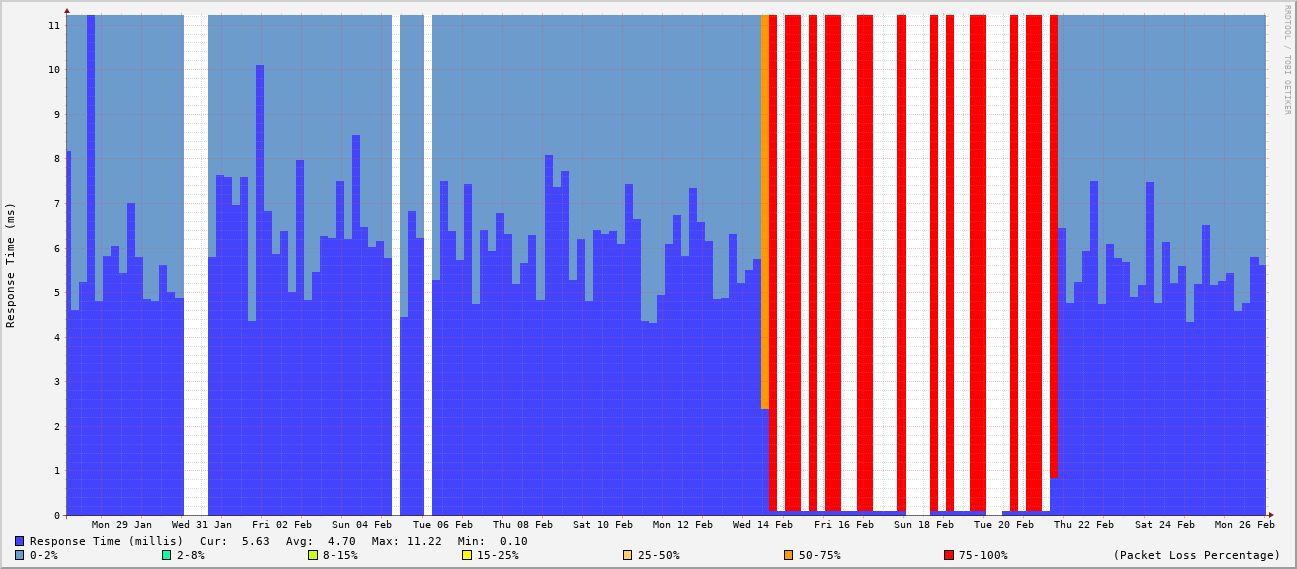 RRDTOOL / TOBI OETIKER
Response Time (ms)
11
10
9
8
7
6
5
4
3
2
1
0
Mon 29 Jan Wed 31 Jan Fri 02 Feb Sun 04 Feb Tue 06 Feb Thu 08 Feb Sat 10 Feb Mon 12 Feb Wed 14 Feb Fri 16 Feb Sun 18 Feb Tue 20 Feb Thu 22 Feb Sat 24 Feb Mon 26 Feb
Response Time (millis) Cur: 5.63 Avg: 4.70 Max: 11.22 Min: 0.10
0-2% 2-8% 8-15% 15-25% 25-50% 50-75% 75-100% (Packet Loss Percentage)